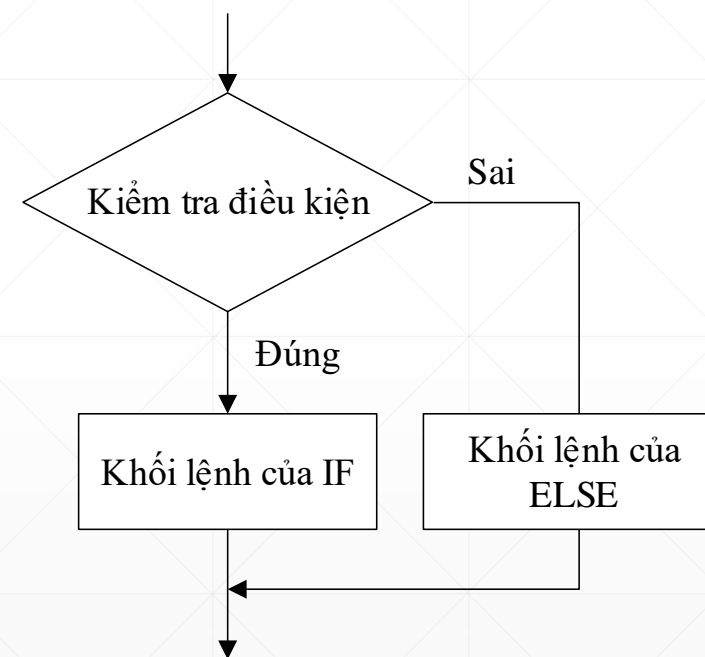 Sai
Kiểm tra điều kiện
Đúng
Khối lệnh của IF
Khối lệnh của
ELSE